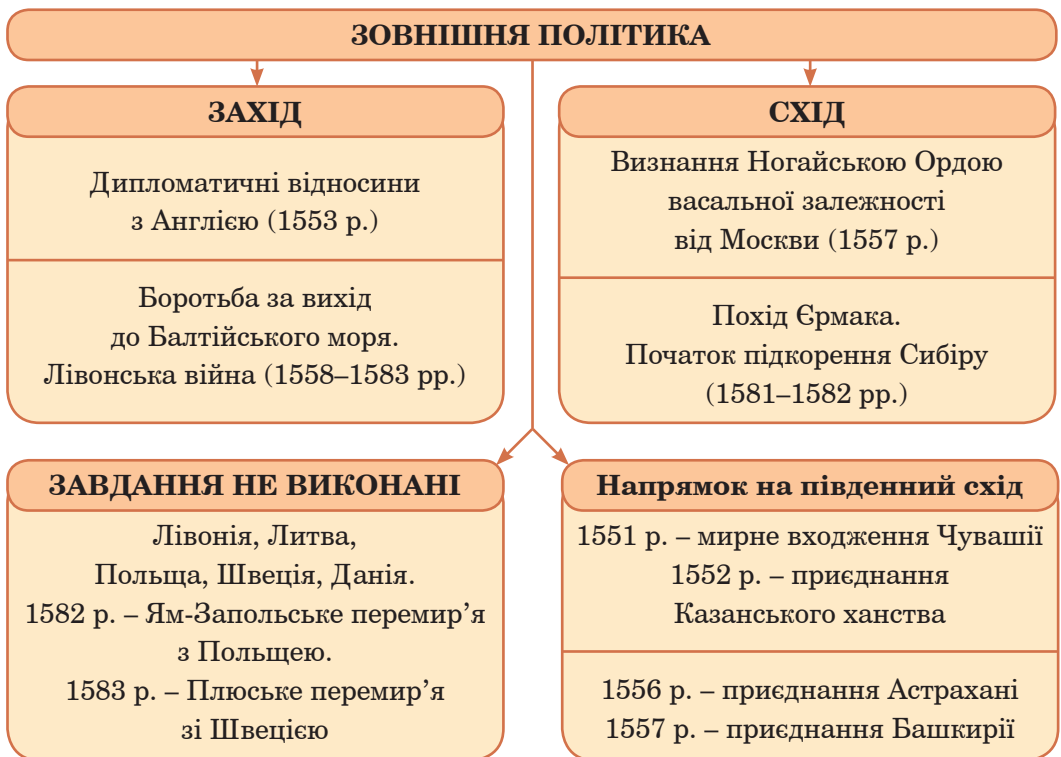 ЗОВНІШНЯ ПОЛІТИКА
ЗАХІД
Дипломатичні відносини
з Англією (1553 р.)
Боротьба за вихід
до Балтійського моря.
Лівонська війна (1558–1583 рр.)
СХІД
Визнання Ногайською Ордою
васальної залежності
від Москви (1557 р.)
Похід Єрмака.
Початок підкорення Сибіру
(1581–1582 рр.)
ЗАВДАННЯ НЕ ВИКОНАНІ
Лівонія, Литва,
Польща, Швеція, Данія.
1582 р. – Ям-Запольське перемир’я
з Польщею.
1583 р. – Плюське перемир’я
зі Швецією
Напрямок на південний схід
1551 р. – мирне входження Чувашії
1552 р. – приєднання
Казанського ханства
1556 р. – приєднання Астрахані
1557 р. – приєднання Башкирії